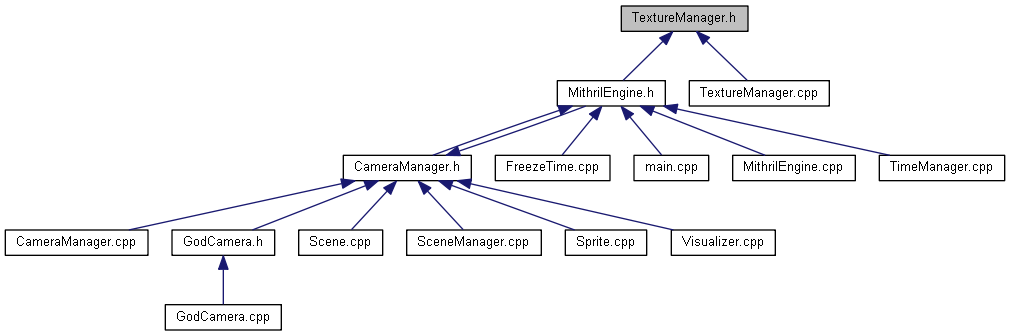 TextureManager.h
MithrilEngine.h
TextureManager.cpp
CameraManager.h
FreezeTime.cpp
main.cpp
MithrilEngine.cpp
TimeManager.cpp
CameraManager.cpp
GodCamera.h
Scene.cpp
SceneManager.cpp
Sprite.cpp
Visualizer.cpp
GodCamera.cpp